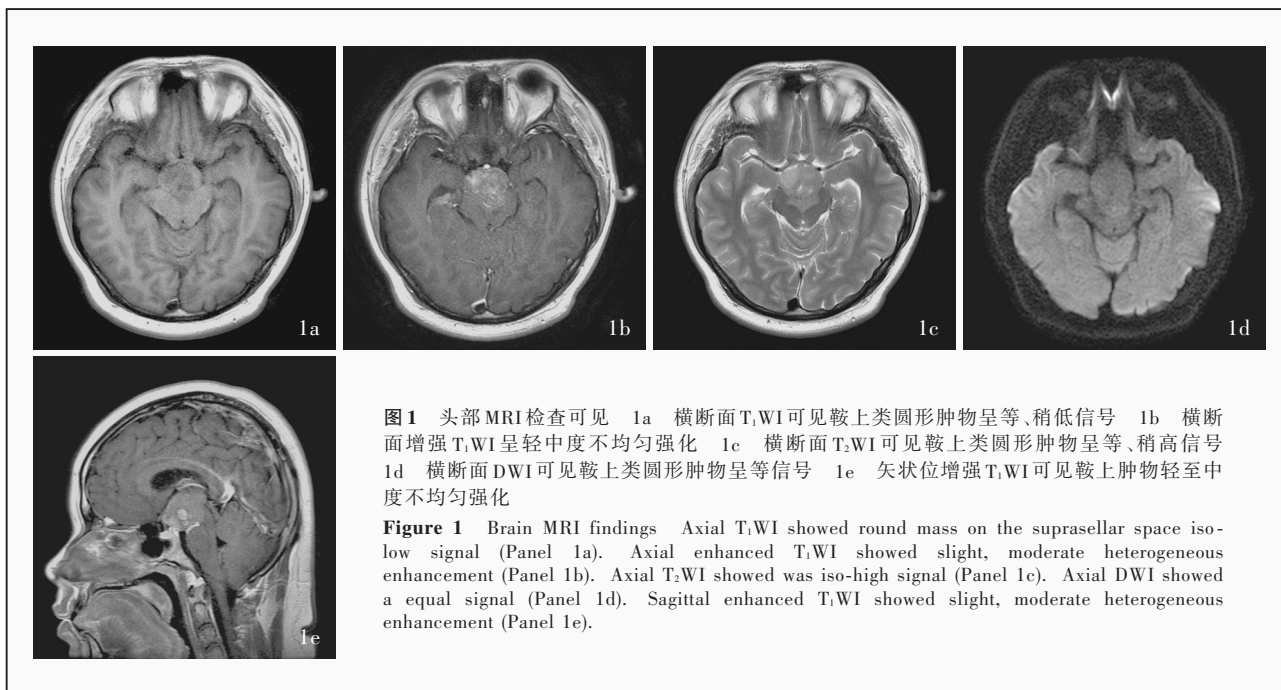 1a
1b
1c
1d
1e
图1 头部MRI检查可见 1a 横断面T₁WI可见鞍上类圆形肿物呈等、稍低信号 1b 横断
面增强T₁WI呈轻中度不均匀强化 1c 横断面T₂WI可见鞍上类圆形肿物呈等、稍高信号
1d 横断面DWI可见鞍上类圆形肿物呈等信号 1e 矢状位增强T₁WI可见鞍上肿物轻至中
度不均匀强化
Figure 1 Brain MRI findings Axial T₁WI showed round mass on the suprasellar space iso-
low signal (Panel 1a). Axial enhanced T₁WI showed slight, moderate heterogeneous
enhancement (Panel 1b). Axial T₂WI showed was iso-high signal (Panel 1c). Axial DWI showed
a equal signal (Panel 1d). Sagittal enhanced T₁WI showed slight, moderate heterogeneous
enhancement (Panel 1e).